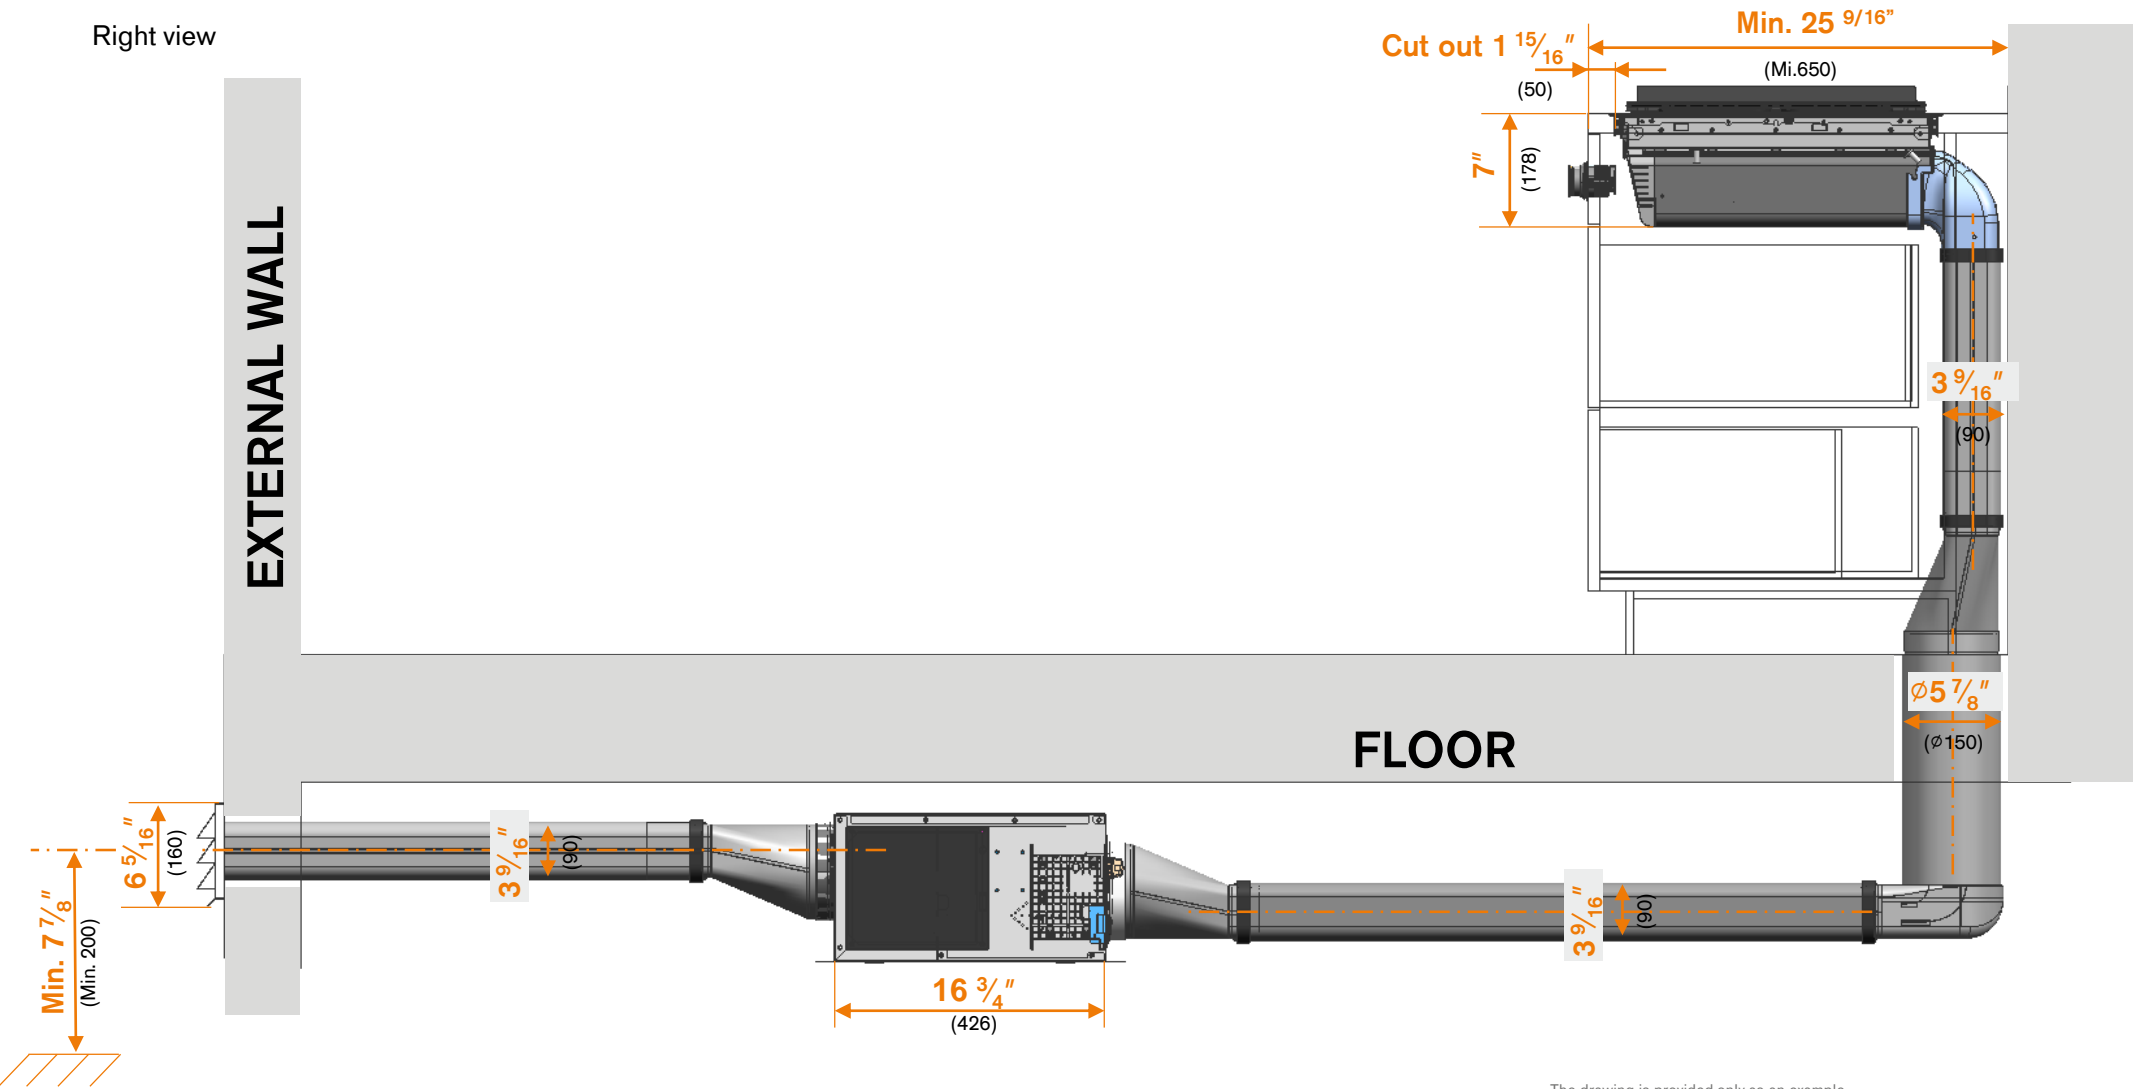 Right view
Min. 25 9/16"
Cut out 1 15/16"
(Mi.650)
(50)
7"
(178)
EXTERNAL WALL
3 9/16"
(90)
∅5 7/8"
(∅150)
FLOOR
6 5/16"
(160)
3 9/16"
(90)
Min. 7 7/8"
(Min. 200)
3 9/16"
(90)
16 3/4"
(426)